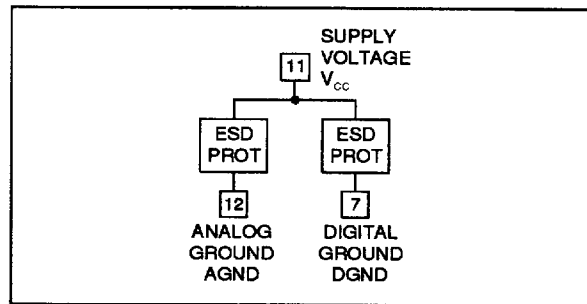 SUPPLY
VOLTAGE
11
Vcc
ESD
PROT
ESD
PROT
12
7
ANALOG
GROUND
AGND
DIGITAL
GROUND
DGND